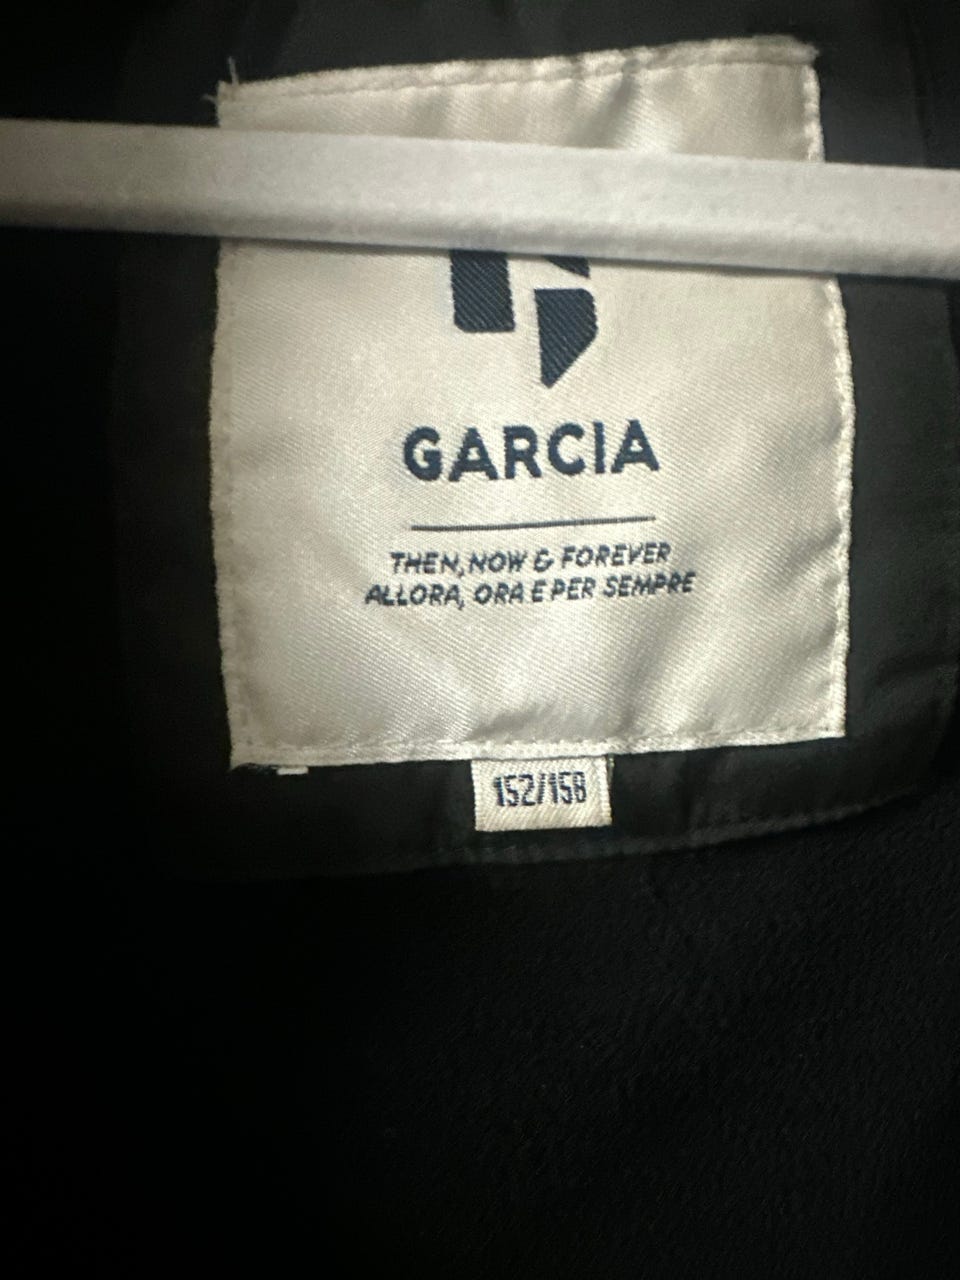 GARCIA
THEN, NOW & FOREVER
ALLORA, ORA E PER SEMPRE
152/158